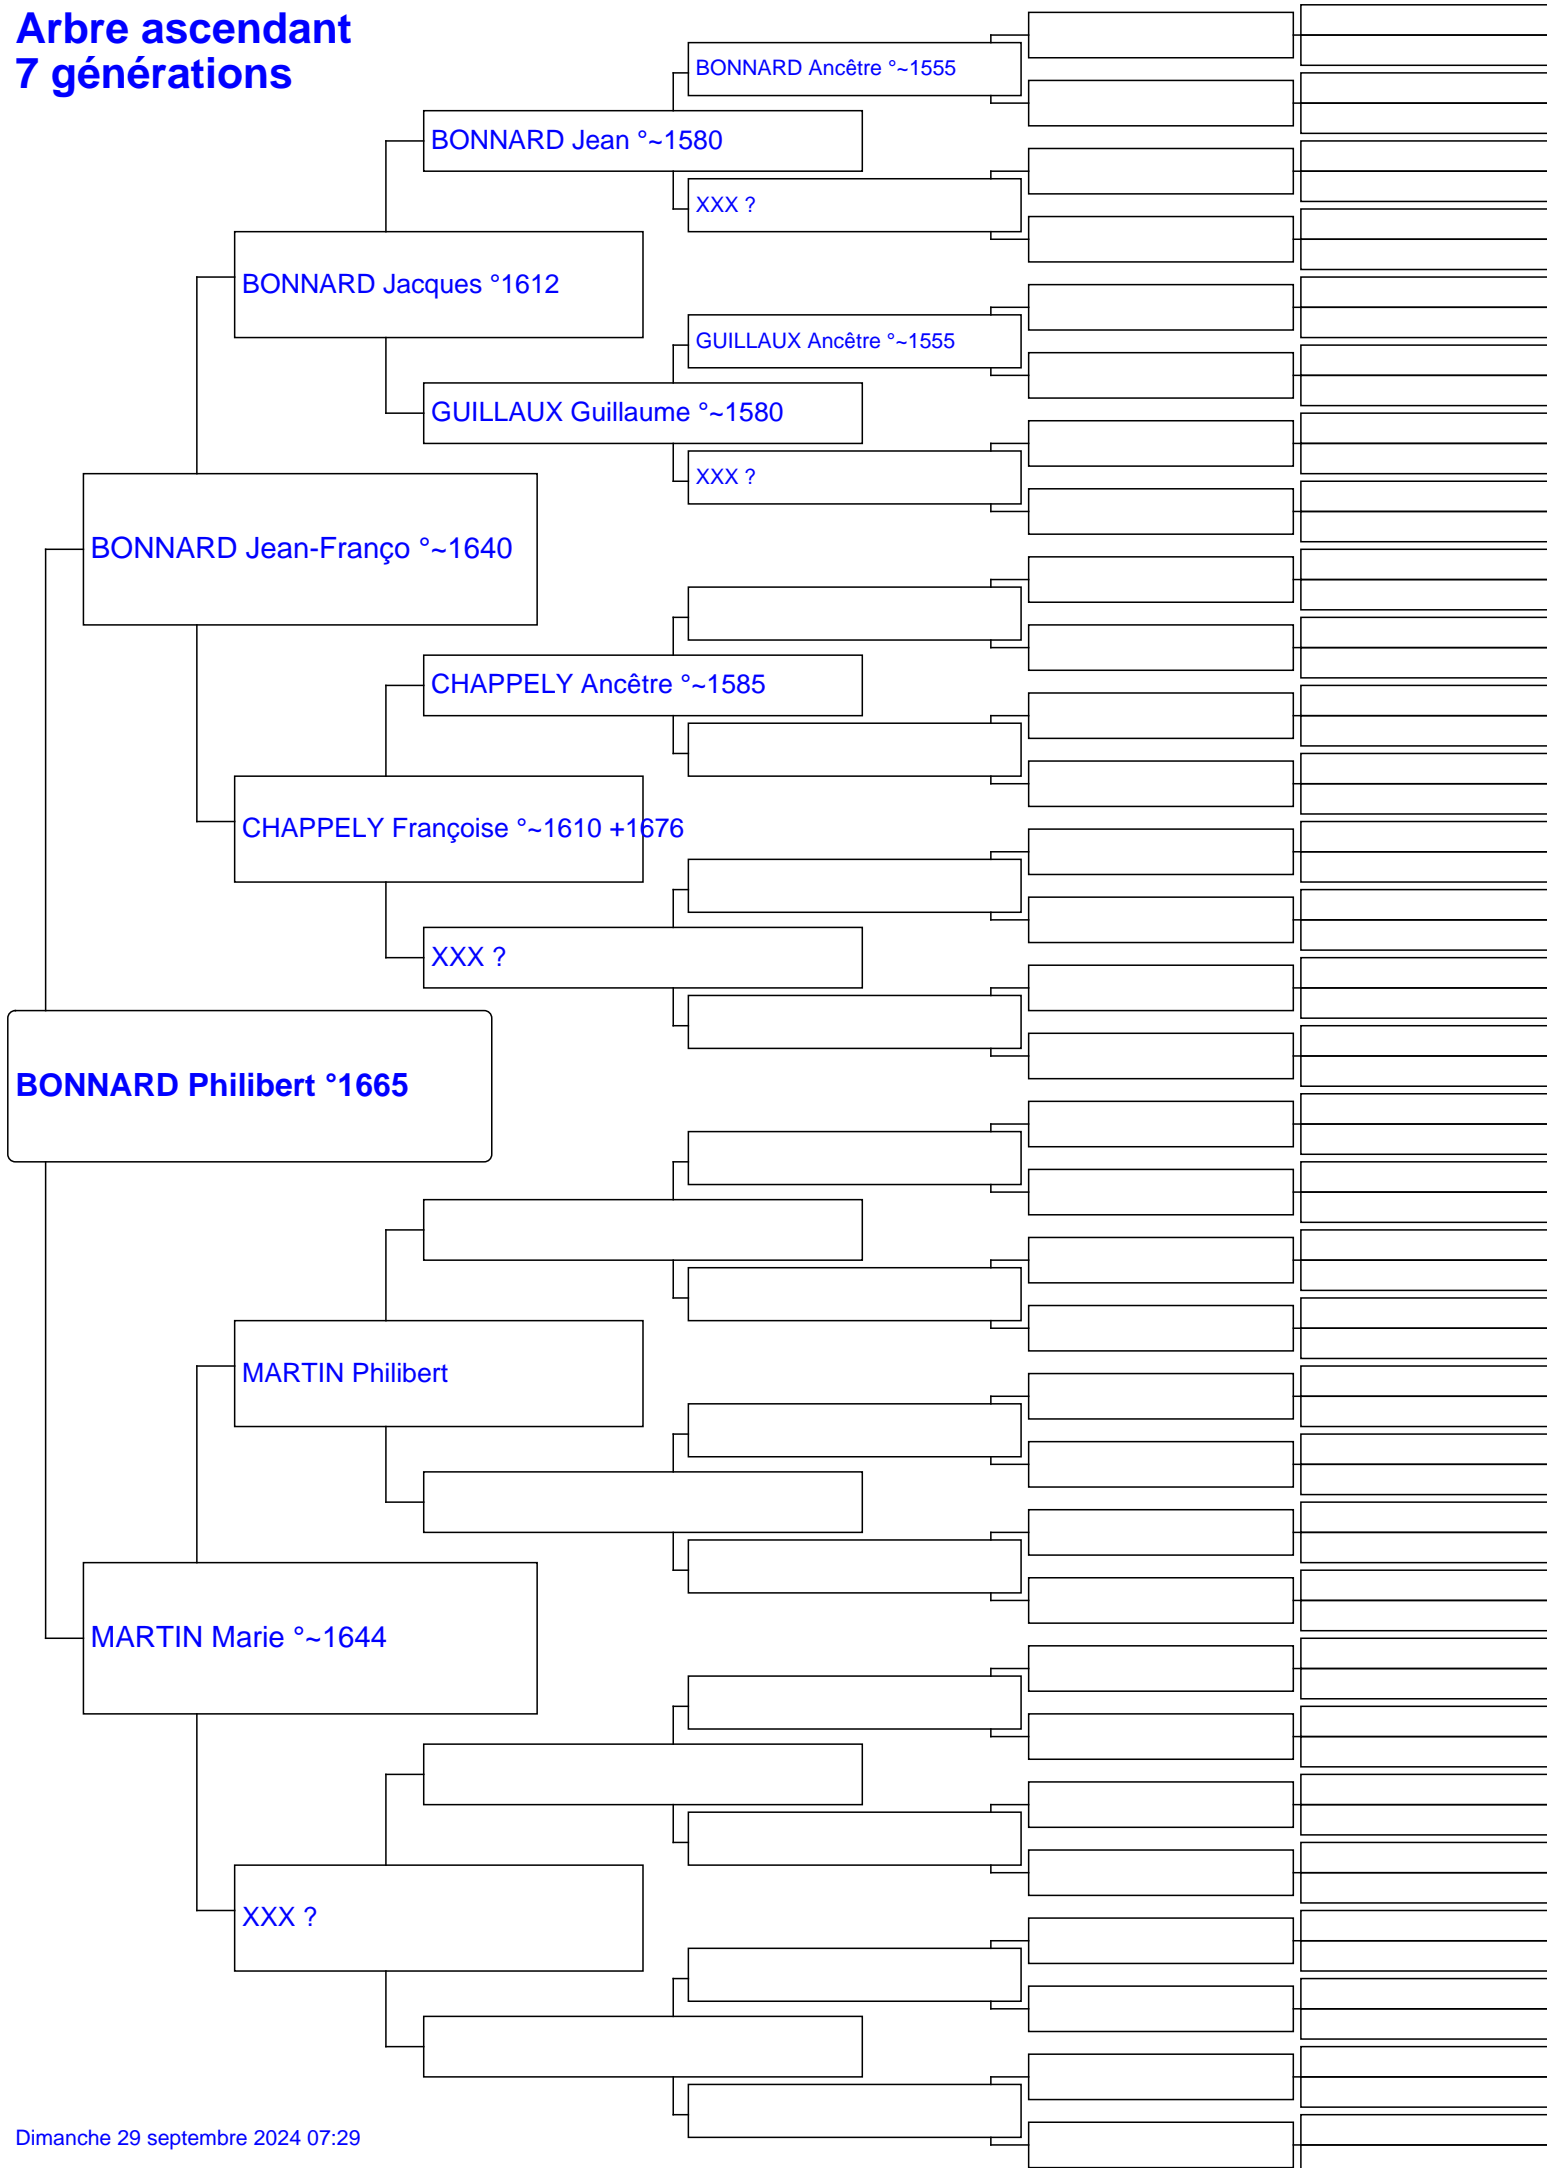 Arbre ascendant
7 générations
BONNARD Ancêtre °~1555
BONNARD Jean °~1580
XXX ?
BONNARD Jacques °1612
GUILLAUX Ancêtre °~1555
GUILLAUX Guillaume °~1580
XXX ?
BONNARD Jean-Franço °~1640
CHAPPELY Ancêtre °~1585
CHAPPELY Françoise °~1610 +1676
XXX ?
BONNARD Philibert °1665
MARTIN Philibert
MARTIN Marie °~1644
XXX ?
Dimanche 29 septembre 2024 07:29